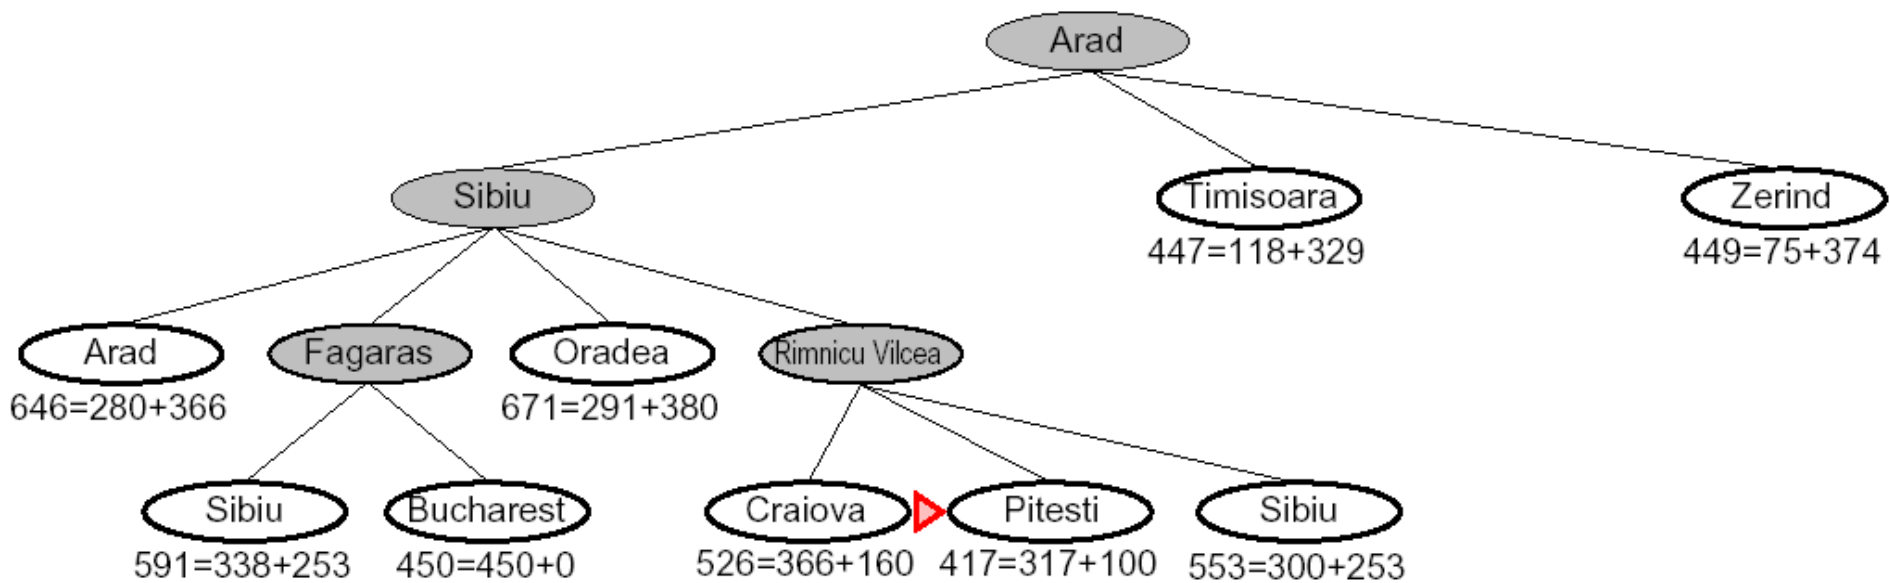 Arad
Sibiu
Timisoara
Zerind
447=118+329
449=75+374
Arad
Fagaras
Oradea
Rimnicu Vilcea
646=280+366
671=291+380
Sibiu
Bucharest
Craiova
Pitesti
Sibiu
591=338+253
450=450+0
526=366+160
417=317+100
553=300+253